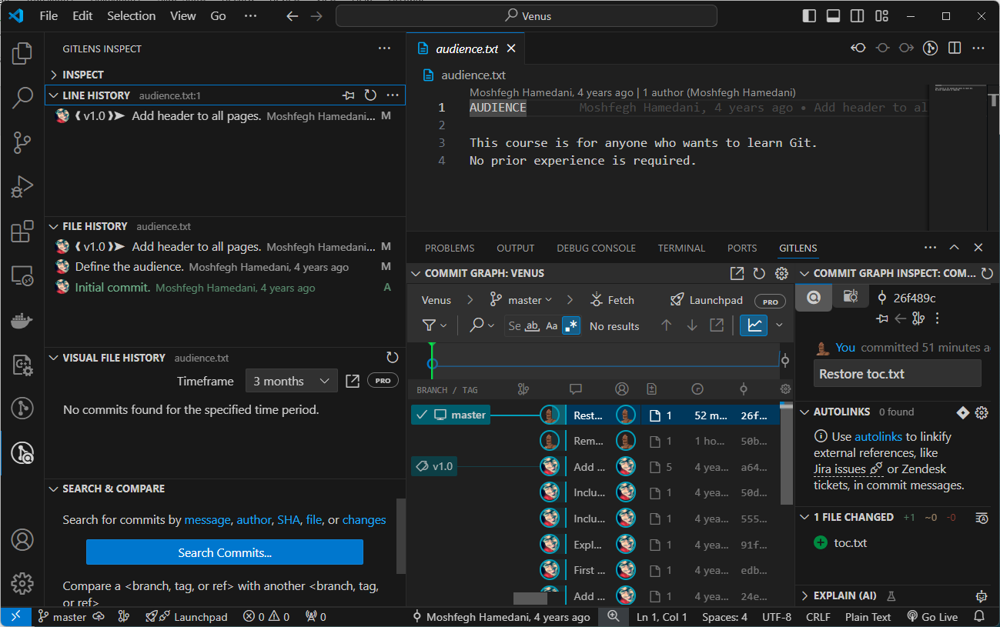 File Edit Selection View Go ··· Venus
GITLENS INSPECT
INSPECT
LINE HISTORY audience.txt:1
❨v1.0❩➤ Add header to all pages. Moshfegh Hamedani... M
FILE HISTORY audience.txt
❨v1.0❩➤ Add header to all pages. Moshfegh Hamedani... M
Define the audience. Moshfegh Hamedani, 4 years ago M
Initial commit. Moshfegh Hamedani, 4 years ago A
VISUAL FILE HISTORY audience.txt
Timeframe 3 months PRO
No commits found for the specified time period.
SEARCH & COMPARE
Search for commits by message, author, SHA, file, or changes
Search Commits...
Compare a <branch, tag, or ref> with another <branch, tag,
or ref>
audience.txt
audience.txt
Moshfegh Hamedani, 4 years ago | 1 author (Moshfegh Hamedani)
1 AUDIENCE Moshfegh Hamedani, 4 years ago • Add header to al
2
3 This course is for anyone who wants to learn Git.
4 No prior experience is required.
PROBLEMS OUTPUT DEBUG CONSOLE TERMINAL PORTS GITLENS
COMMIT GRAPH: VENUS
Venus master Fetch Launchpad PRO
Se ab Aa .* No results
BRANCH / TAG
master Rest... 1 52 m... 26f...
Rem... 1 1 ho... 50b...
v1.0 Add ... 5 4 yea... a64...
Inclu... 1 4 yea... 50d...
Inclu... 1 4 yea... 555...
Expl... 1 4 yea... 91f...
First ... 1 4 yea... edb...
Add ... 1 4 yea... 24e...
COMMIT GRAPH INSPECT: COM...
26f489c
You committed 51 minutes a
Restore toc.txt
AUTOLINKS 0 found
Use autolinks to linkify
external references, like
Jira issues or Zendesk
tickets, in commit messages.
1 FILE CHANGED +1 ~0 -0
toc.txt
EXPLAIN (AI)
master Launchpad 0 0 0 Moshfegh Hamedani, 4 years ago Ln 1, Col 1 Spaces: 4 UTF-8 CRLF Plain Text Go Live